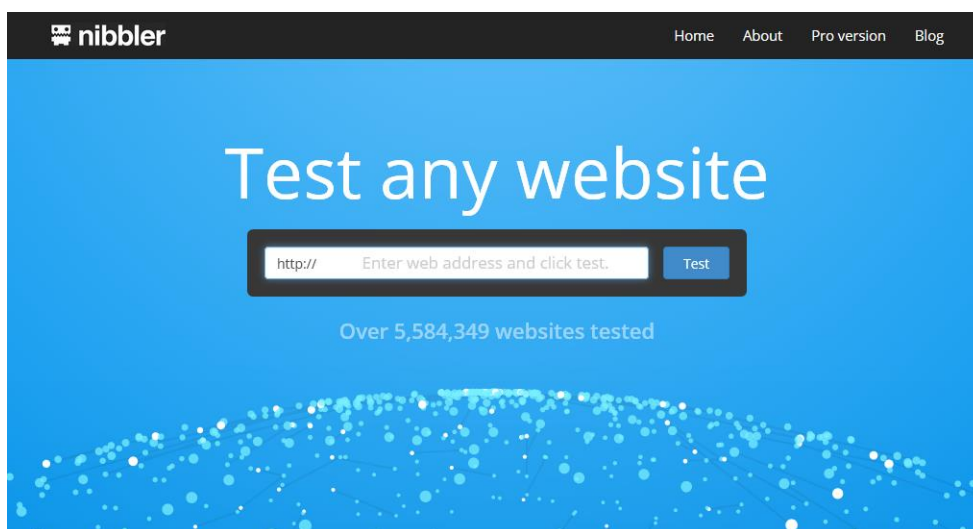 nibbler
Home About Pro version Blog
Test any website
http:// Enter web address and click test. Test
Over 5,584,349 websites tested